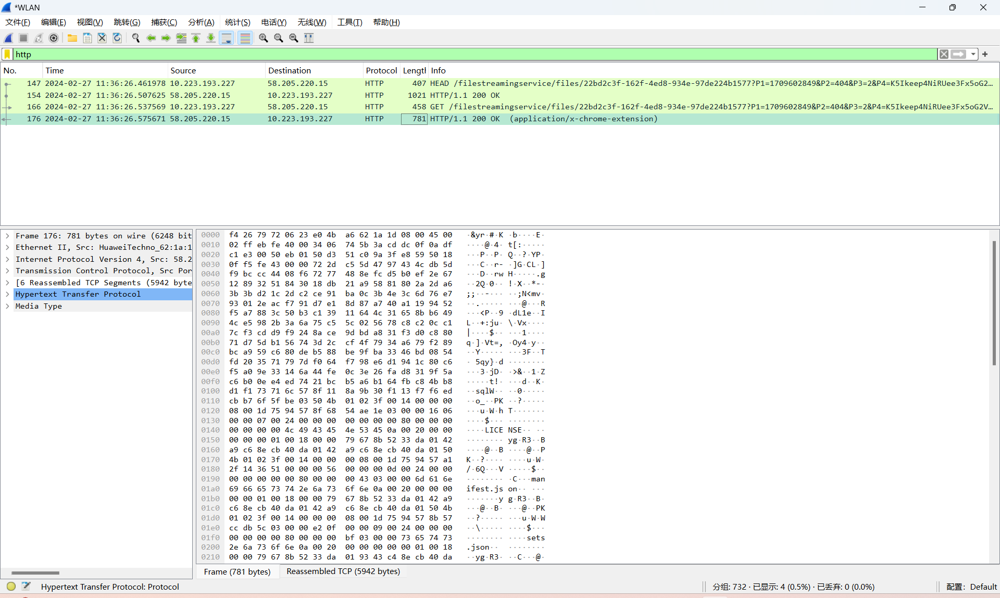 *WLAN
文件(F) 编辑(E) 视图(V) 跳转(G) 捕获(C) 分析(A) 统计(S) 电话(Y) 无线(W) 工具(T) 帮助(H)
http
No. Time Source Destination Protocol Length Info
147 2024-02-27 11:36:26.461978 10.223.193.227 58.205.220.15 HTTP 407 HEAD /filestreamingservice/files/22bd2c3f-162f-4ed8-934e-97de224b1577?P1=1709602849&P2=404&P3=2&P4=K5Ikeep4NiRUee3Fx5oG2…
154 2024-02-27 11:36:26.507625 58.205.220.15 10.223.193.227 HTTP 1021 HTTP/1.1 200 OK
166 2024-02-27 11:36:26.537569 10.223.193.227 58.205.220.15 HTTP 458 GET /filestreamingservice/files/22bd2c3f-162f-4ed8-934e-97de224b1577?P1=1709602849&P2=404&P3=2&P4=K5Ikeep4NiRUee3Fx5oG2V…
176 2024-02-27 11:36:26.575671 58.205.220.15 10.223.193.227 HTTP 781 HTTP/1.1 200 OK (application/x-chrome-extension)
Frame 176: 781 bytes on wire (6248 bit
Ethernet II, Src: HuaweiTechno_62:1a:1
Internet Protocol Version 4, Src: 58.2
Transmission Control Protocol, Src Por
[6 Reassembled TCP Segments (5942 byte
Hypertext Transfer Protocol
Media Type
0000 f4 26 79 72 06 23 e0 4b a6 62 1a 1d 08 00 45 00 ·&yr·#·K ·b····E·
0010 02 ff eb fe 40 00 34 06 74 5b 3a cd dc 0f 0a df ····@·4· t[:·····
0020 c1 e3 00 50 eb 01 50 d3 51 c0 9a 3f e8 59 50 18 ···P··P· Q··?·YP·
0030 0f f5 fe 43 00 00 72 2d c5 5d 47 97 43 4c db 5d ···C··r- ·]G·CL·]
0040 f9 bc cc 44 08 f6 72 77 48 8e fc d5 b0 ef 2e 67 ···D··rw H·····.g
0050 12 89 32 51 84 30 18 db 21 a9 58 81 80 2a 2d a6 ··2Q·0·· !·X··*-·
0060 3b 3b d2 1c 2d c2 ce 91 ba 0c 3b 4e 3c 6d 76 e7 ;;··-··· ··;N<mv·
0070 93 01 2e ac f7 91 d7 e1 8d 87 a7 40 a1 19 94 52 ··.····· ···@···R
0080 f5 a7 88 3c 50 b3 c1 39 11 64 4c 31 65 8b b6 49 ···<P··9 ·dL1e··I
0090 4c e5 98 2b 3a 6a 75 c5 5c 02 56 78 c8 c2 0c c1 L··+:ju· \·Vx····
00a0 7c f3 cd d9 f9 24 8a ce 9d bd a8 31 f3 d0 c8 80 |····$·· ···1····
00b0 71 d7 5d b1 56 74 3d 2c cf 4f 79 34 a6 79 f2 89 q·]·Vt=, ·Oy4·y··
00c0 bc a9 59 c6 80 de b5 88 be 9f ba 33 46 bd 08 54 ··Y····· ···3F··T
00d0 fd 20 35 71 79 7d f0 64 f7 98 e6 d1 94 1c 80 c6 · 5qy}·d ········
00e0 f5 a0 9e 33 14 6a 44 fe 0c 3e 26 fa d8 31 9f 5a ···3·jD· ·>&··1·Z
00f0 c6 b0 0e e4 ed 74 21 bc b5 a6 b1 64 fb c8 4b b8 ·····t!· ···d··K·
0100 d1 f1 73 71 6c 57 8f 11 8a 9b 30 f1 13 f7 f6 ed ··sqlW·· ··0·····
0110 cb b7 6f 5f be 03 50 4b 01 02 3f 00 14 00 00 00 ··o_··PK ··?·····
0120 08 00 1d 75 94 57 8f 68 54 ae 1e 03 00 00 16 06 ···u·W·h T·······
0130 00 00 07 00 24 00 00 00 00 00 00 00 80 00 00 00 ····$··· ········
0140 00 00 00 00 4c 49 43 45 4e 53 45 0a 00 20 00 00 00 ····LICE NSE·· ··
0150 00 00 00 01 00 18 00 00 79 67 8b 52 33 da 01 42 ········ yg·R3··B
0160 a9 c6 8e cb 40 da 01 42 a9 c6 8e cb 40 da 01 50 ····@··B ····@··P
0170 4b 01 02 3f 00 14 00 00 00 08 00 1d 75 94 57 a1 K··?···· ····u·W·
0180 2f 14 36 51 00 00 00 56 00 00 00 0d 00 24 00 00 /·6Q···V ·····$··
0190 00 00 00 00 00 80 00 00 00 43 03 00 00 6d 61 6e ········ ·C···man
01a0 69 66 65 73 74 2e 6a 73 6f 6e 0a 00 20 00 00 00 ifest.js on·· ···
01b0 00 00 01 00 18 00 00 79 67 8b 52 33 da 01 42 a9 ·······y g·R3··B·
01c0 c6 8e cb 40 da 01 42 a9 c6 8e cb 40 da 01 50 4b ···@··B· ···@··PK
01d0 01 02 3f 00 14 00 00 00 08 00 1d 75 94 57 8b 57 ··?····· ···u·W·W
01e0 cc db 5c 03 00 00 e2 0f 00 00 09 00 24 00 00 00 ··\····· ····$···
01f0 00 00 00 00 80 00 00 00 bf 03 00 00 73 65 74 73 ········ ····sets
0200 2e 6a 73 6f 6e 0a 00 20 00 00 00 00 00 01 00 18 .json·· ········
0210 00 00 79 67 8b 52 33 da 01 93 43 c4 8e cb 40 da ··yg·R3· ··C···@·
Frame (781 bytes) Reassembled TCP (5942 bytes)
Hypertext Transfer Protocol: Protocol 分组: 732 · 已显示: 4 (0.5%) · 已丢弃: 0 (0.0%) 配置: Default